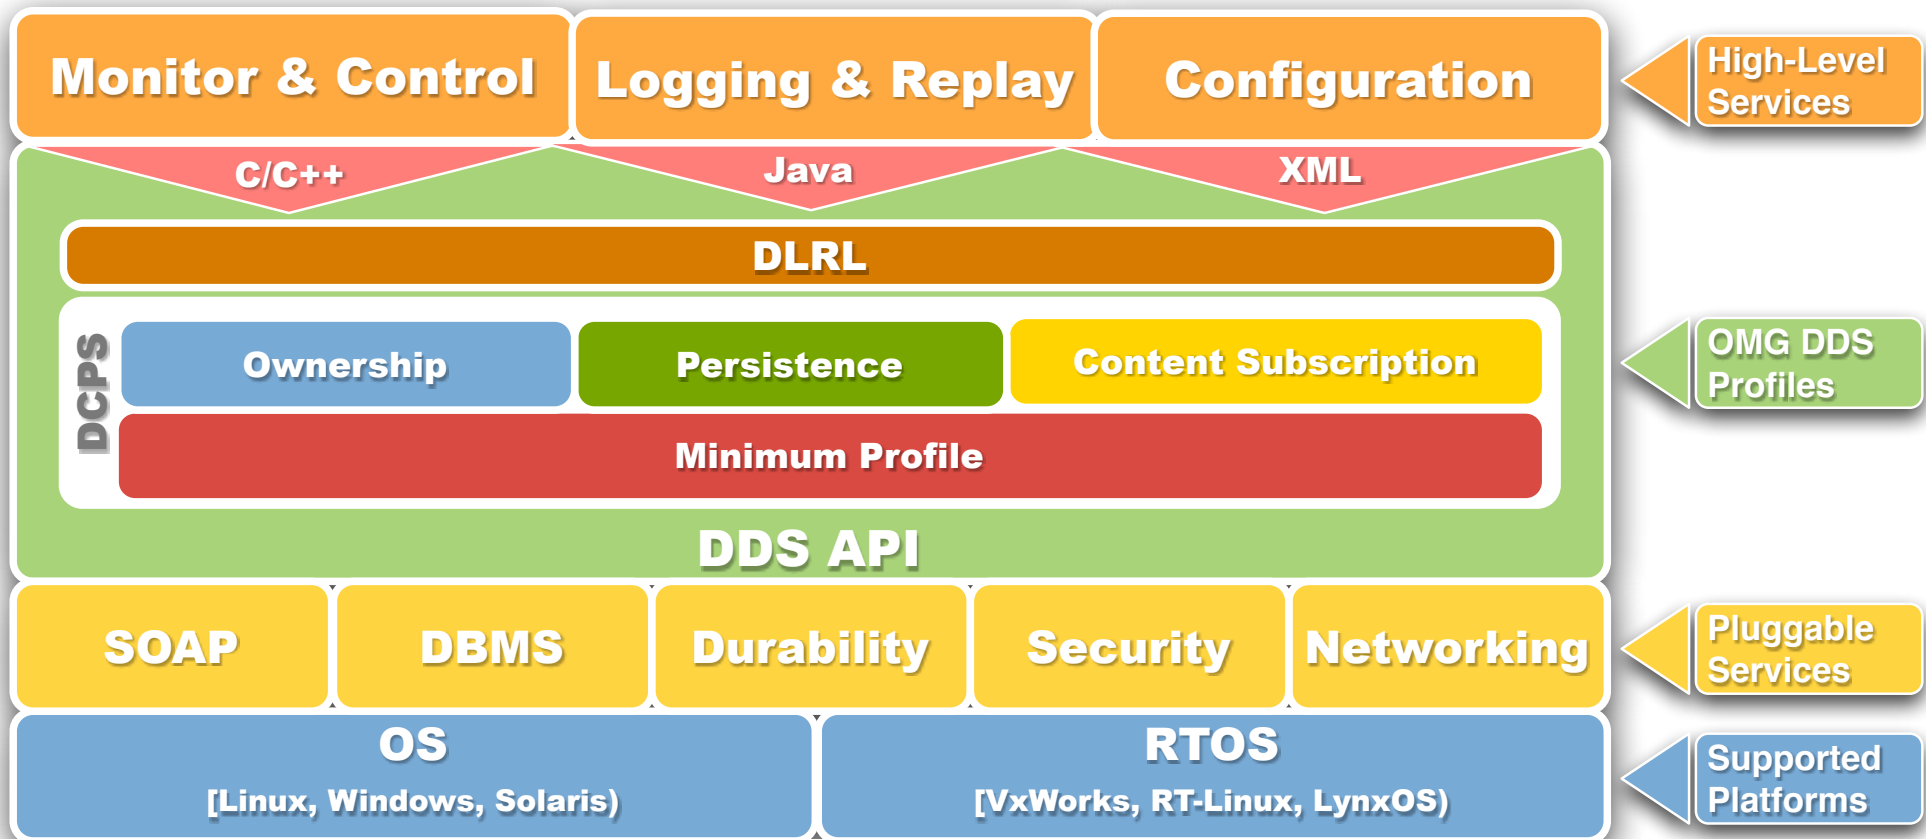 Monitor & Control
Logging & Replay
Configuration
High-Level
Services
C/C++
Java
XML
DLRL
DCPS
Ownership
Persistence
Content Subscription
Minimum Profile
DDS API
OMG DDS
Profiles
SOAP
DBMS
Durability
Security
Networking
Pluggable
Services
OS
[Linux, Windows, Solaris)
RTOS
[VxWorks, RT-Linux, LynxOS)
Supported
Platforms